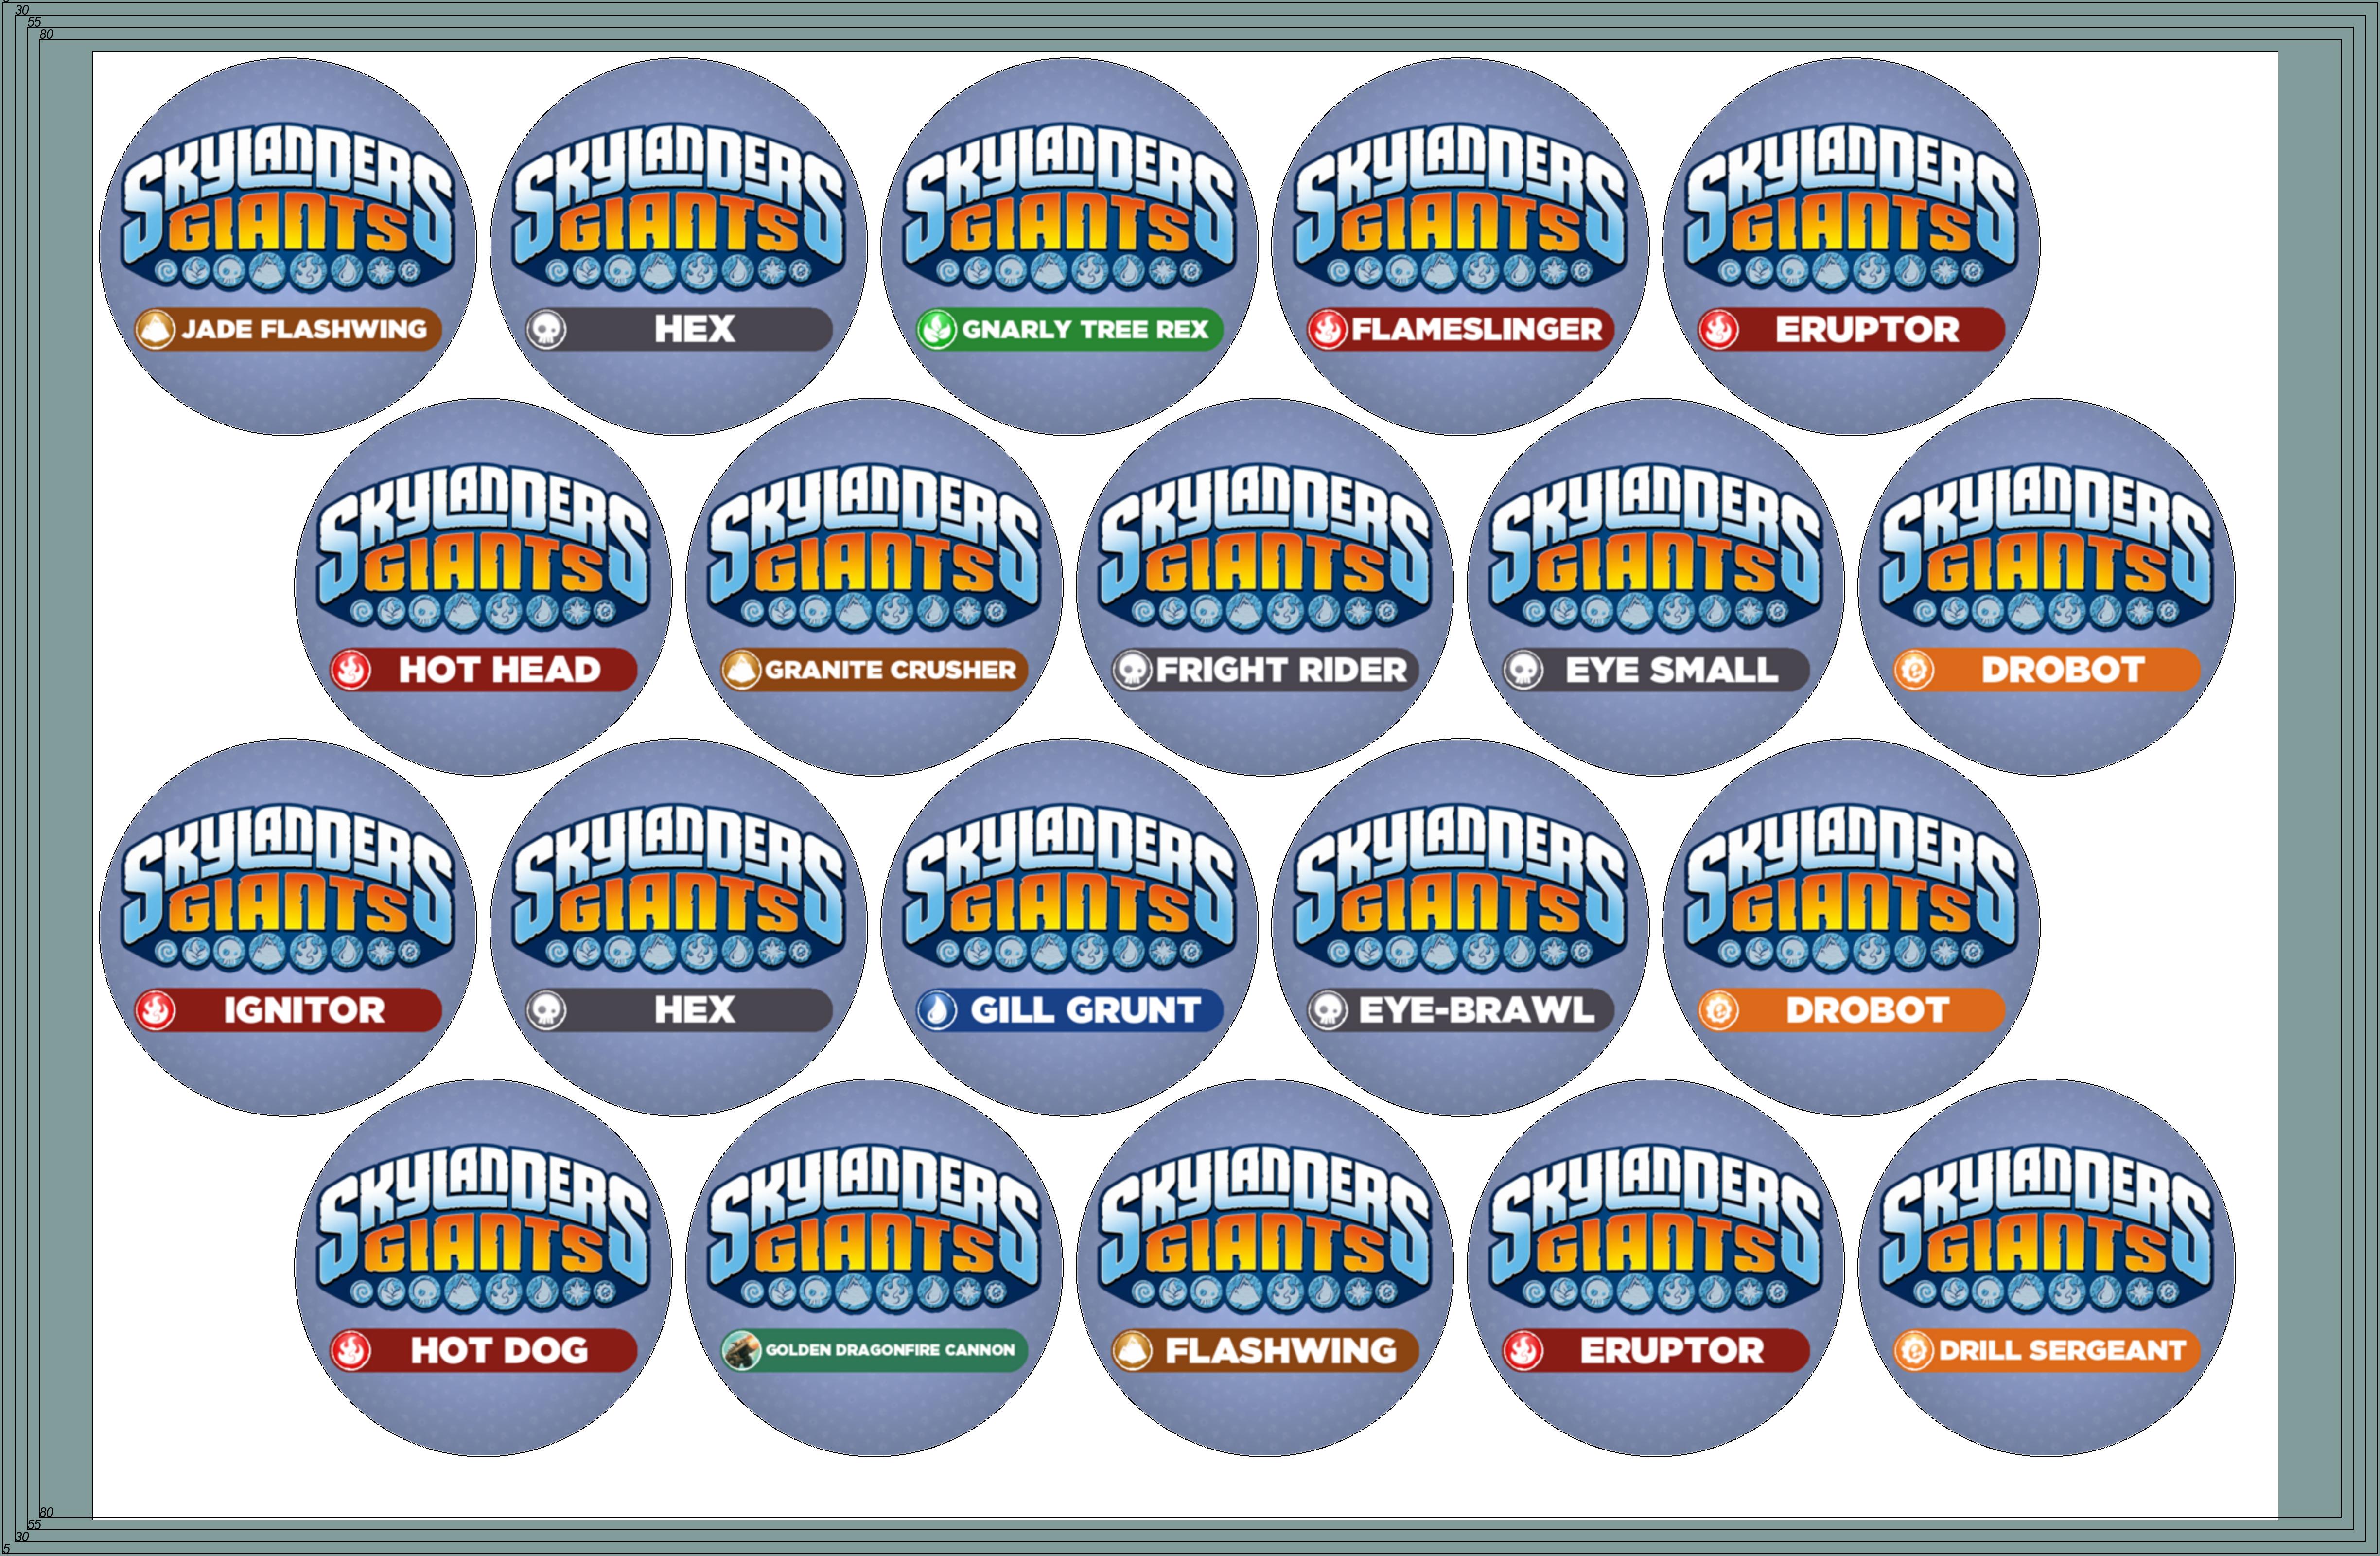 30
55
80
SKYLANDERS
GIANTS
JADE FLASHWING
SKYLANDERS
GIANTS
HEX
SKYLANDERS
GIANTS
GNARLY TREE REX
SKYLANDERS
GIANTS
FLAMESLINGER
SKYLANDERS
GIANTS
ERUPTOR
SKYLANDERS
GIANTS
HOT HEAD
SKYLANDERS
GIANTS
GRANITE CRUSHER
SKYLANDERS
GIANTS
FRIGHT RIDER
SKYLANDERS
GIANTS
EYE SMALL
SKYLANDERS
GIANTS
DROBOT
SKYLANDERS
GIANTS
IGNITOR
SKYLANDERS
GIANTS
HEX
SKYLANDERS
GIANTS
GILL GRUNT
SKYLANDERS
GIANTS
EYE-BRAWL
SKYLANDERS
GIANTS
DROBOT
SKYLANDERS
GIANTS
HOT DOG
SKYLANDERS
GIANTS
GOLDEN DRAGONFIRE CANNON
SKYLANDERS
GIANTS
FLASHWING
SKYLANDERS
GIANTS
ERUPTOR
SKYLANDERS
GIANTS
DRILL SERGEANT
80
55
30
5